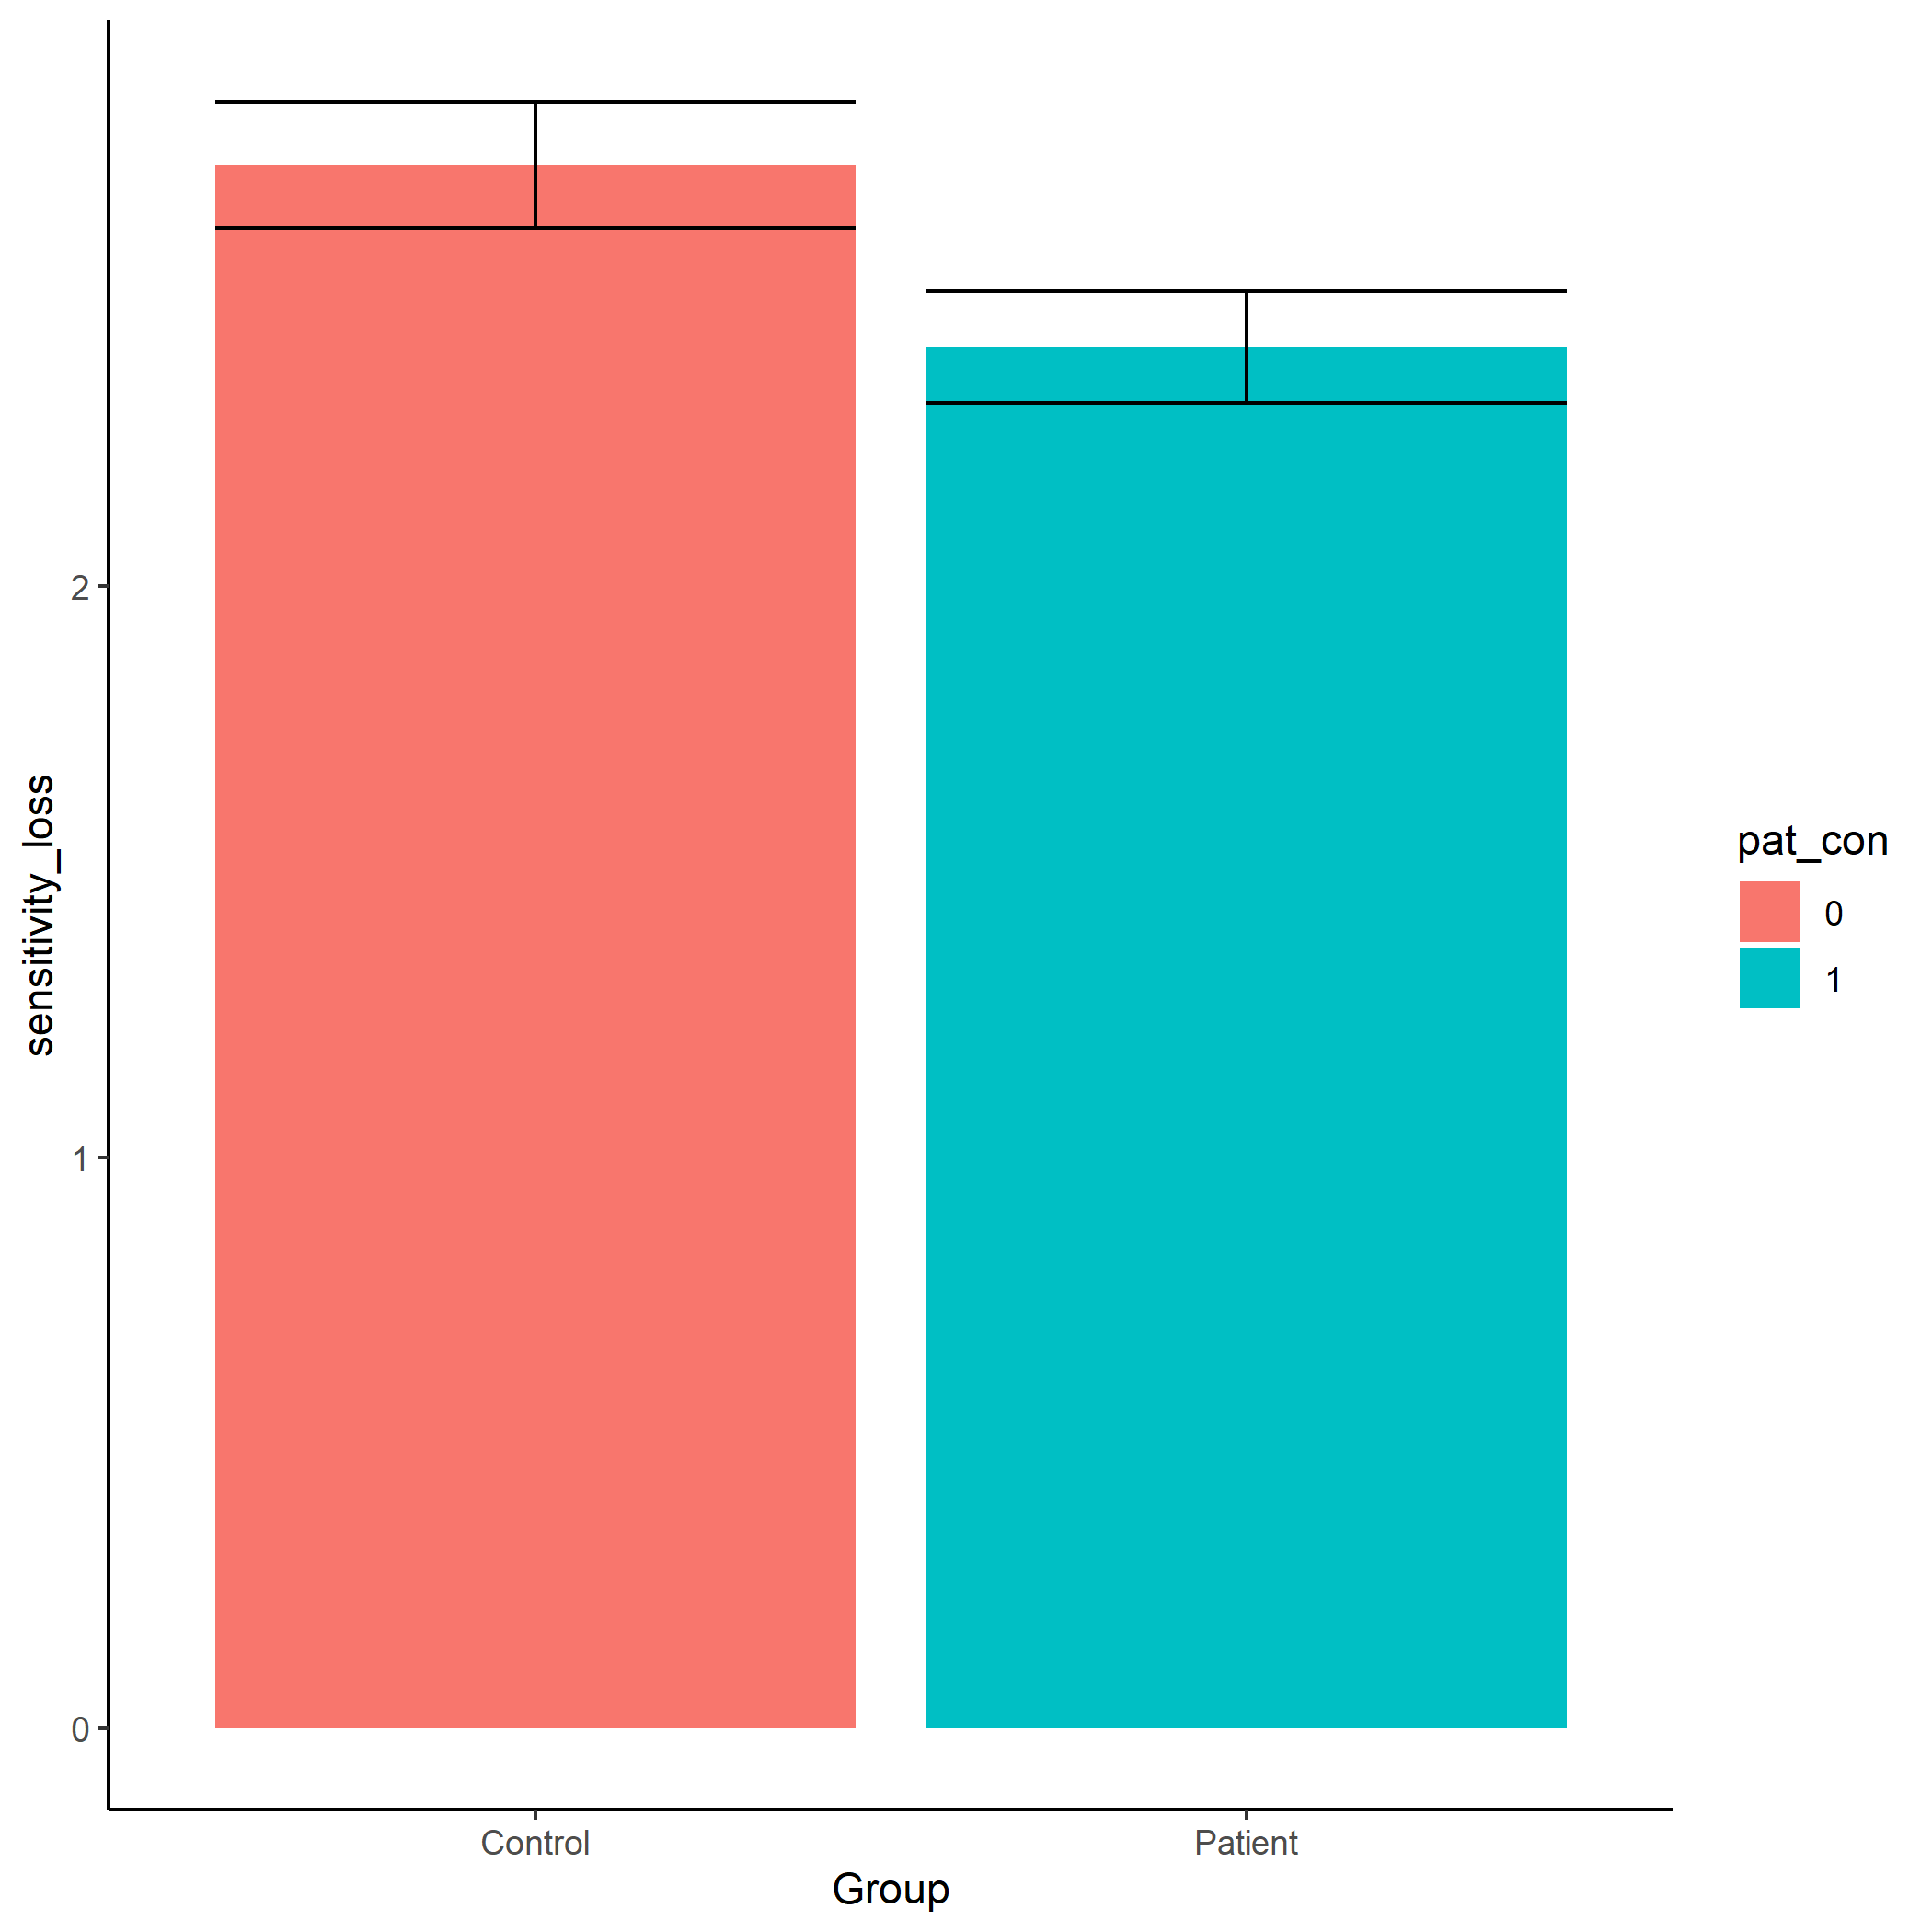 sensitivity_loss
2
1
0
Control
Patient
Group
pat_con
0
1